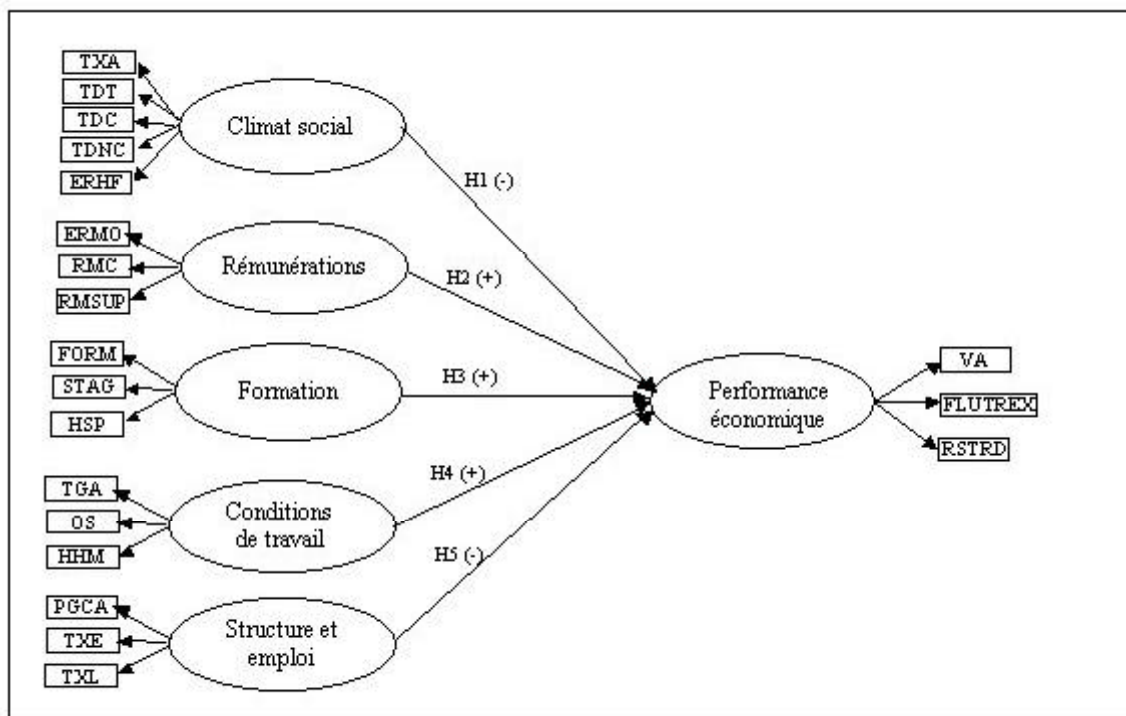 TXA
TDT
TDC
TDNC
ERHF
Climat social
H1 (-)
ERMO
RMC
RMSUP
Rémunérations
H2 (+)
FORM
STAG
HSP
Formation
H3 (+)
TGA
OS
HHM
Conditions
de travail
H4 (+)
PGCA
TXE
TXL
Structure et
emploi
H5 (-)
Performance
économique
VA
FLUTREX
RSTRD